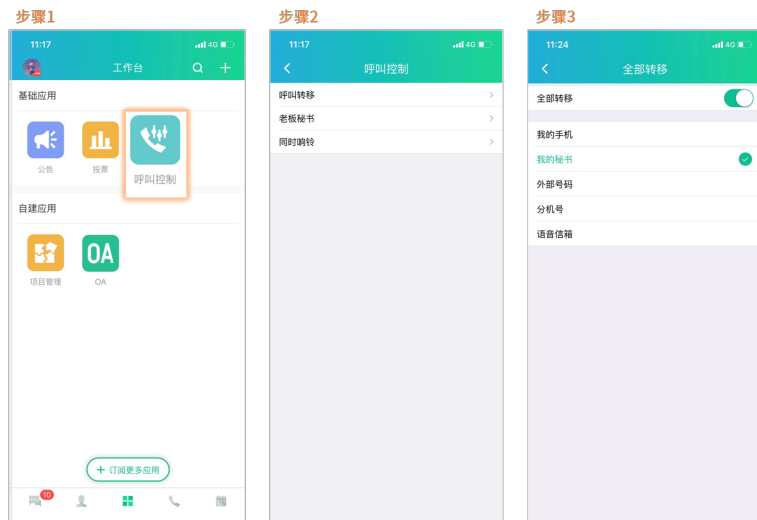 步骤1
11:17
4G
工作台
基础应用
公告
投票
呼叫控制
自建应用
OA
项目管理
OA
+ 订阅更多应用
10
步骤2
11:17
4G
呼叫控制
呼叫转移
老板秘书
同时响铃
步骤3
11:24
4G
全部转移
全部转移
我的手机
我的秘书
外部号码
分机号
语音信箱